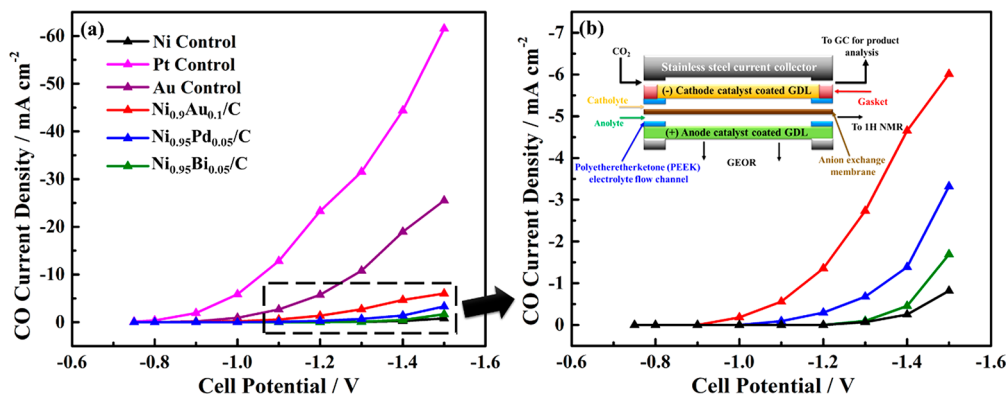 (a)
CO Current Density / mA cm⁻²
-60
-50
-40
-30
-20
-10
0
Ni Control
Pt Control
Au Control
Ni₀.₉Au₀.₁/C
Ni₀.₉₅Pd₀.₀₅/C
Ni₀.₉₅Bi₀.₀₅/C
-0.6 -0.8 -1.0 -1.2 -1.4 -1.6
Cell Potential / V
(b)
CO Current Density / mA cm⁻²
-7
-6
-5
-4
-3
-2
-1
0
CO₂
To GC for product
analysis
Stainless steel current collector
(-) Cathode catalyst coated GDL
Catholyte
Gasket
Anolyte
To 1H NMR
(+) Anode catalyst coated GDL
Polyetheretherketone (PEEK)
electrolyte flow channel
GEOR
Anion exchange
membrane
-0.6 -0.8 -1.0 -1.2 -1.4 -1.6
Cell Potential / V